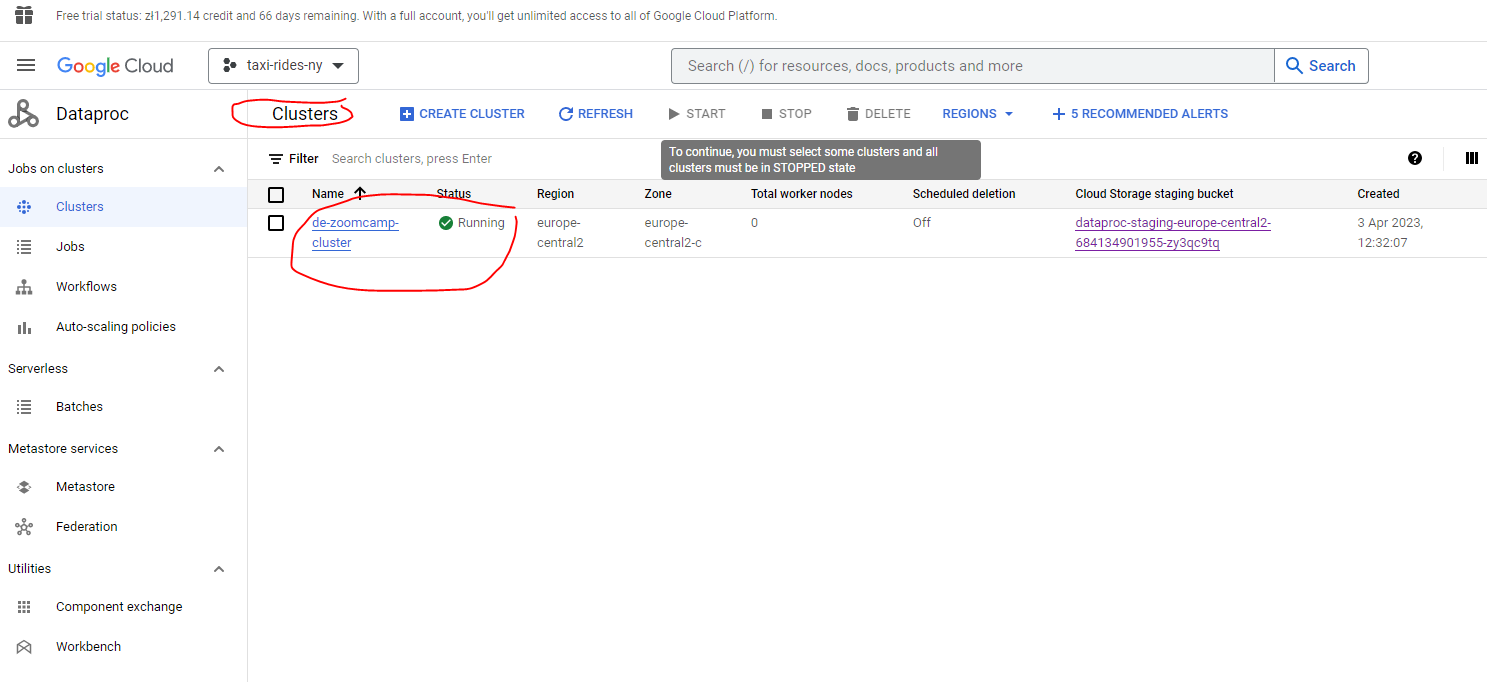 Free trial status: zł1,291.14 credit and 66 days remaining. With a full account, you'll get unlimited access to all of Google Cloud Platform.
Google Cloud
taxi-rides-ny
Search (/) for resources, docs, products and more
Search
Dataproc
Clusters
CREATE CLUSTER
REFRESH
START
STOP
DELETE
REGIONS
5 RECOMMENDED ALERTS
Jobs on clusters
Clusters
Jobs
Workflows
Auto-scaling policies
Serverless
Batches
Metastore services
Metastore
Federation
Utilities
Component exchange
Workbench
Filter
Search clusters, press Enter
To continue, you must select some clusters and all
clusters must be in STOPPED state
Name
Status
Region
Zone
Total worker nodes
Scheduled deletion
Cloud Storage staging bucket
Created
de-zoomcamp-
cluster
Running
europe-
central2
europe-
central2-c
0
Off
dataproc-staging-europe-central2-
684134901955-zy3qc9tq
3 Apr 2023,
12:32:07